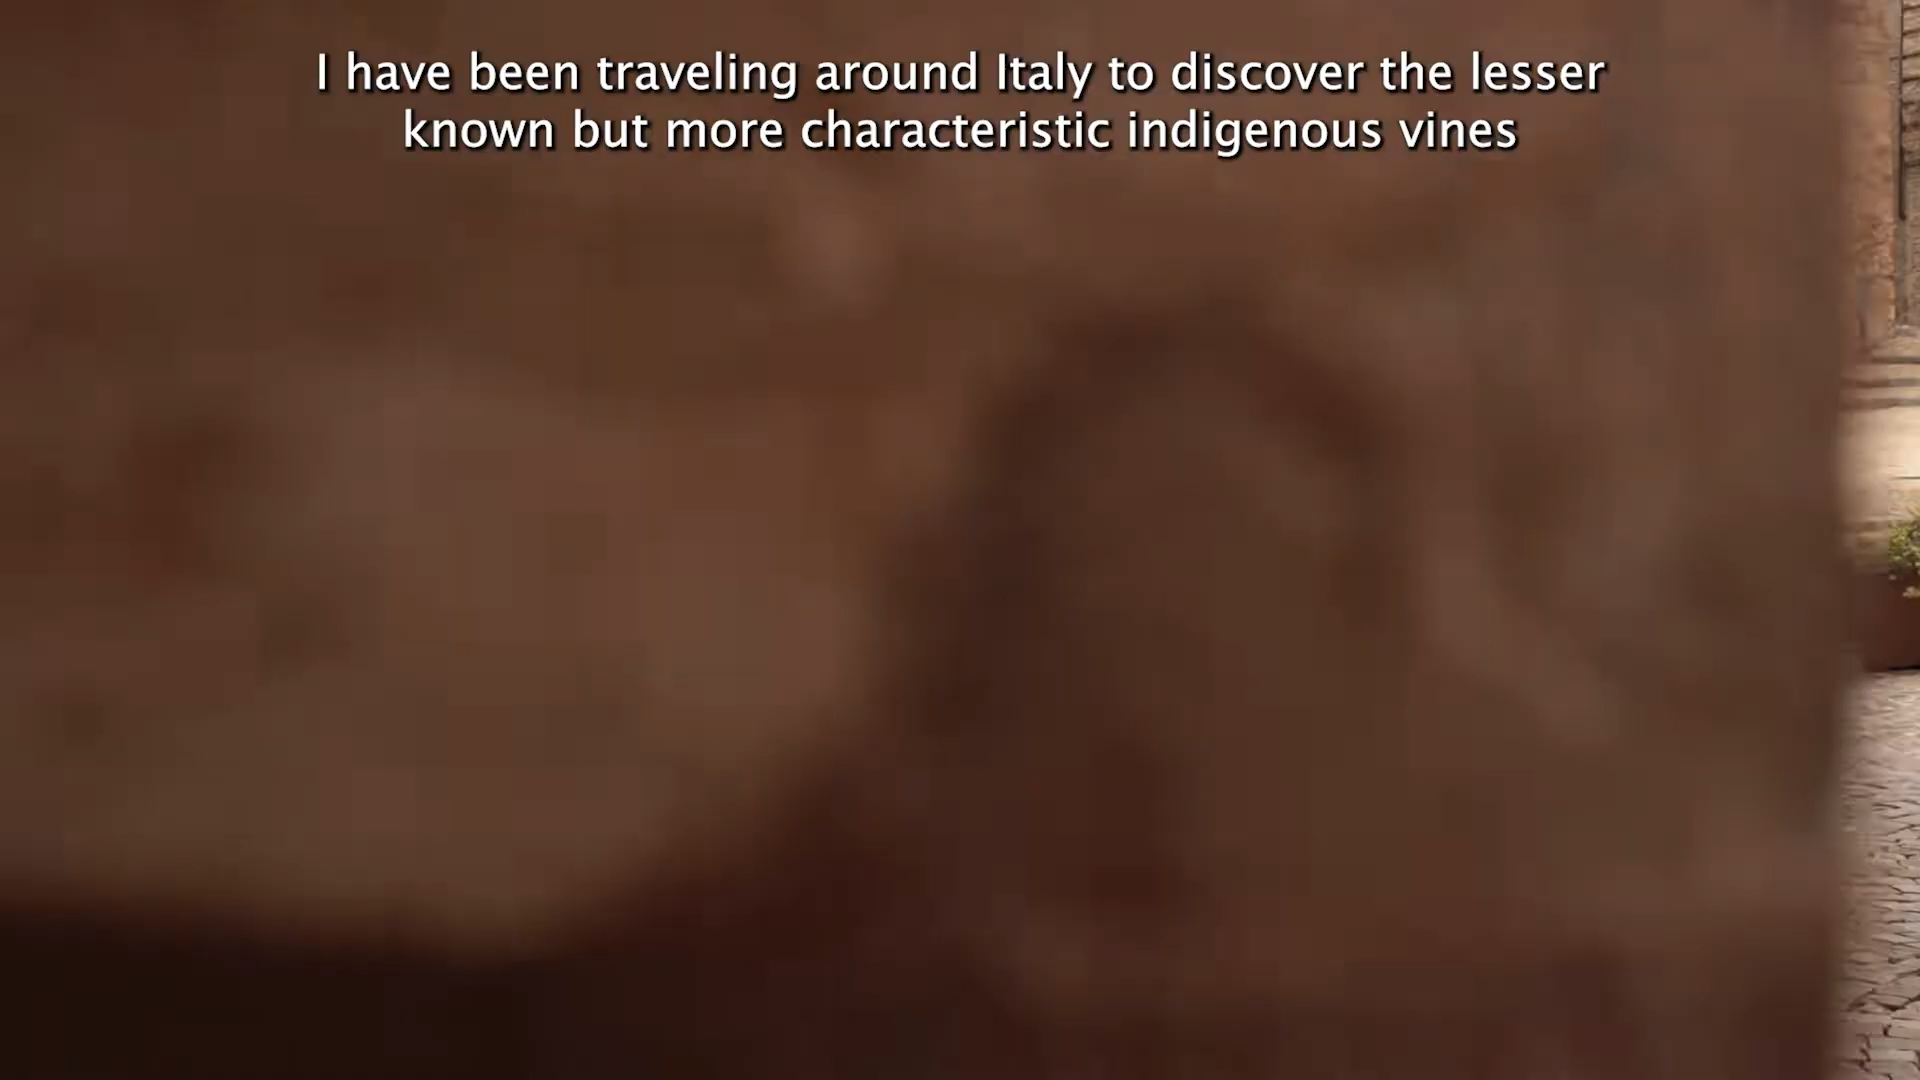 I have been traveling around Italy to discover the lesser
known but more characteristic indigenous vines